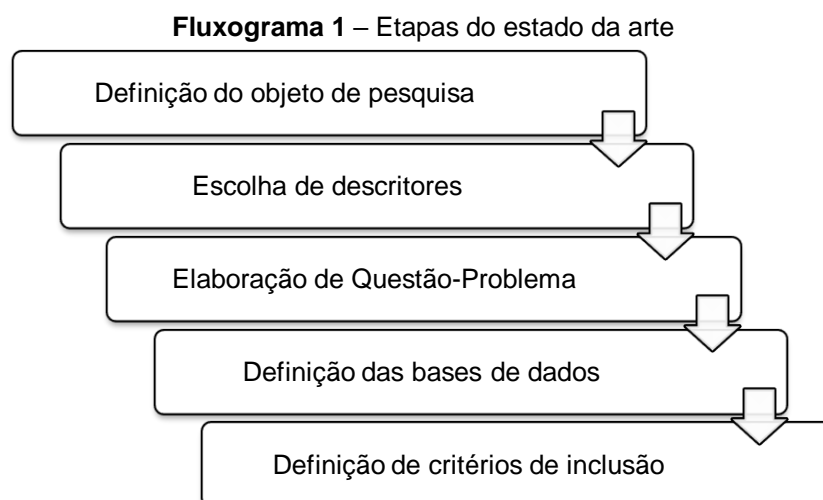 Fluxograma 1 – Etapas do estado da arte
Definição do objeto de pesquisa
Escolha de descritores
Elaboração de Questão-Problema
Definição das bases de dados
Definição de critérios de inclusão